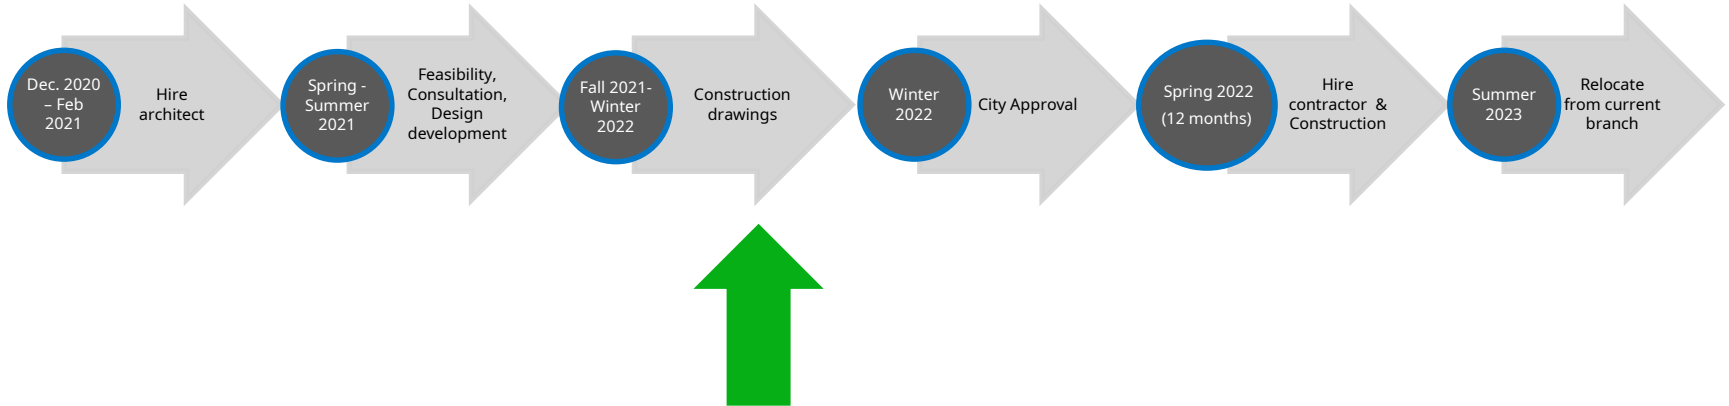 Dec. 2020
– Feb
2021
Hire
architect
Spring -
Summer
2021
Feasibility,
Consultation,
Design
development
Fall 2021-
Winter
2022
Construction
drawings
Winter
2022
City Approval
Spring 2022
(12 months)
Hire
contractor  &
Construction
Summer
2023
Relocate
from current
branch